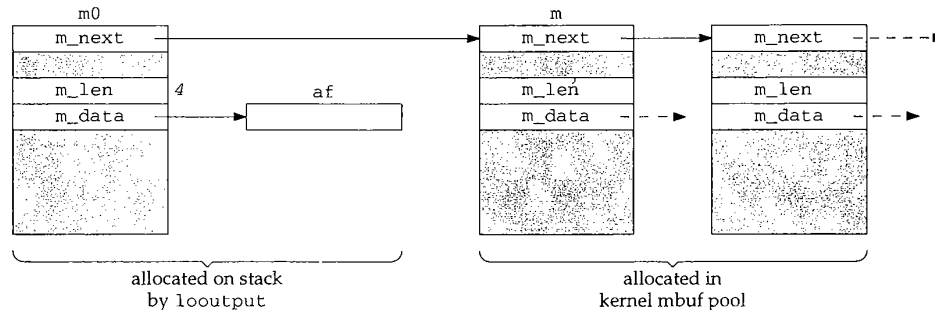 m0
m
m_next
m_next
m_next
m_len
4
af
m_len
m_len
m_data
m_data
m_data
allocated on stack
by looutput
allocated in
kernel mbuf pool